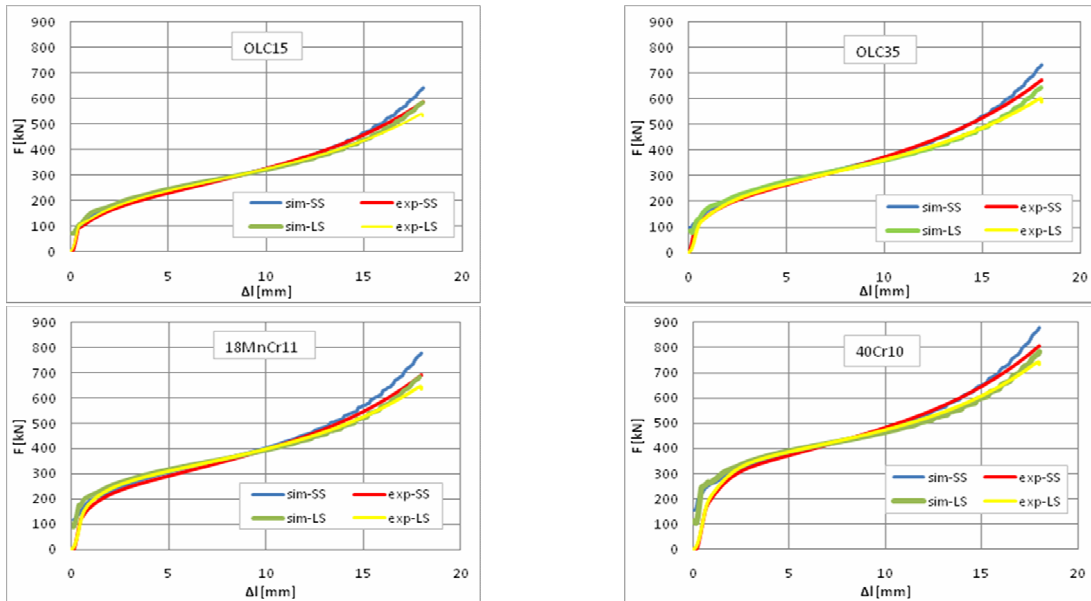 OLC15
F [kN]
900
800
700
600
500
400
300
200
100
0
sim-SS exp-SS
sim-LS exp-LS
0 5 10 15 20
Δl [mm]
OLC35
F [kN]
900
800
700
600
500
400
300
200
100
0
sim-SS exp-SS
sim-LS exp-LS
0 5 10 15 20
Δl [mm]
18MnCr11
F [kN]
900
800
700
600
500
400
300
200
100
0
sim-SS exp-SS
sim-LS exp-LS
0 5 10 15 20
Δl [mm]
40Cr10
F [kN]
900
800
700
600
500
400
300
200
100
0
sim-SS exp-SS
sim-LS exp-LS
0 5 10 15 20
Δl [mm]